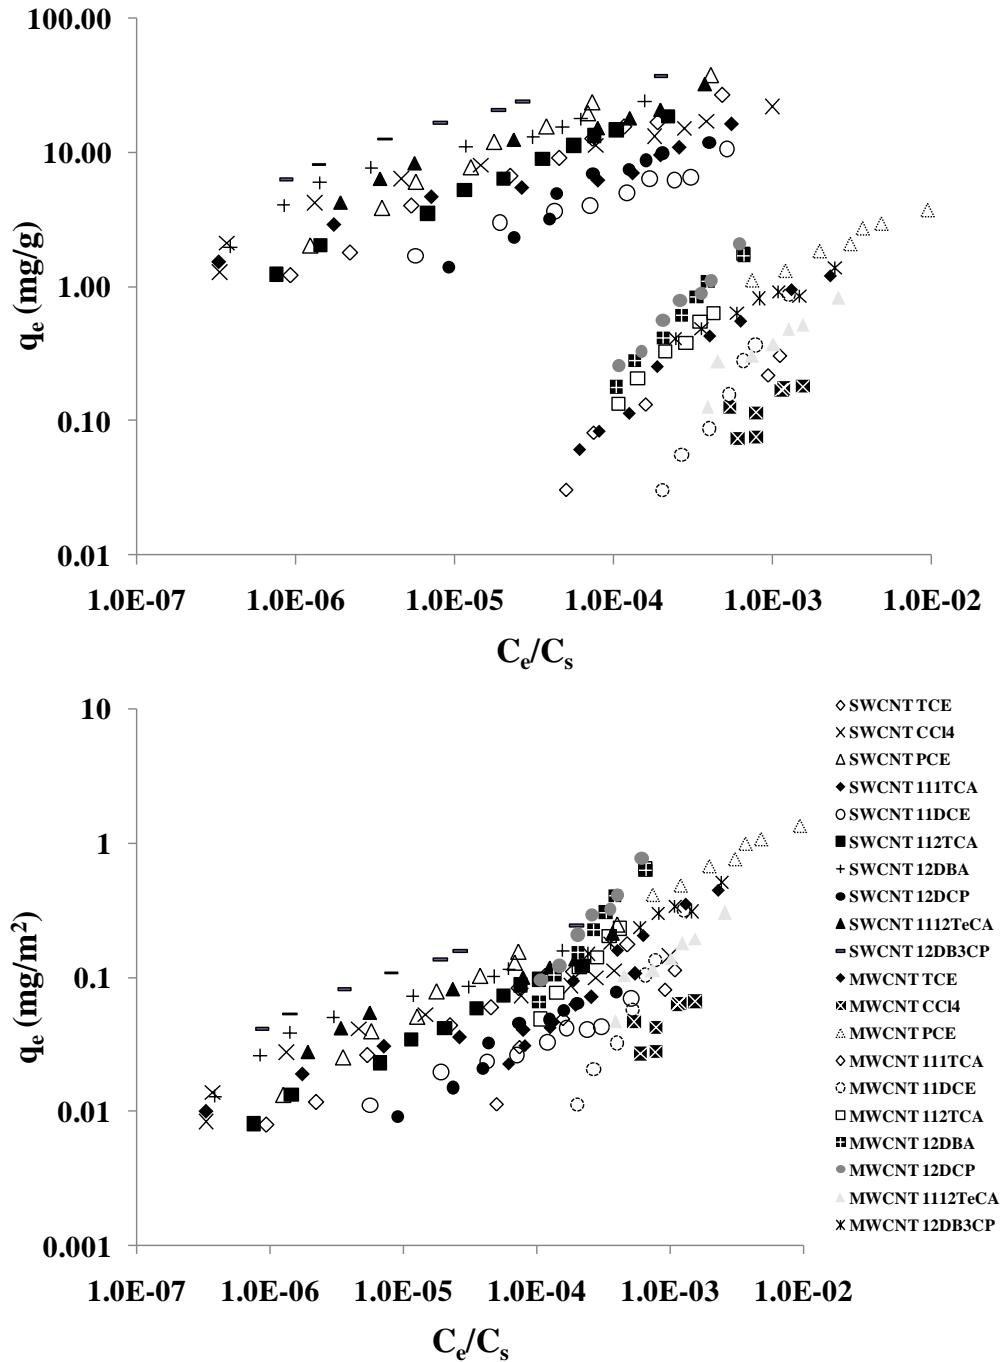 100.00
10.00
1.00
0.10
0.01
qe (mg/g)
1.0E-07 1.0E-06 1.0E-05 1.0E-04 1.0E-03 1.0E-02
Ce/Cs
10
1
0.1
0.01
0.001
qe (mg/m²)
1.0E-07 1.0E-06 1.0E-05 1.0E-04 1.0E-03 1.0E-02
Ce/Cs
SWCNT TCE
SWCNT CCl4
SWCNT PCE
SWCNT 111TCA
SWCNT 11DCE
SWCNT 112TCA
SWCNT 12DBA
SWCNT 12DCP
SWCNT 1112TeCA
SWCNT 12DB3CP
MWCNT TCE
MWCNT CCl4
MWCNT PCE
MWCNT 111TCA
MWCNT 11DCE
MWCNT 112TCA
MWCNT 12DBA
MWCNT 12DCP
MWCNT 1112TeCA
MWCNT 12DB3CP